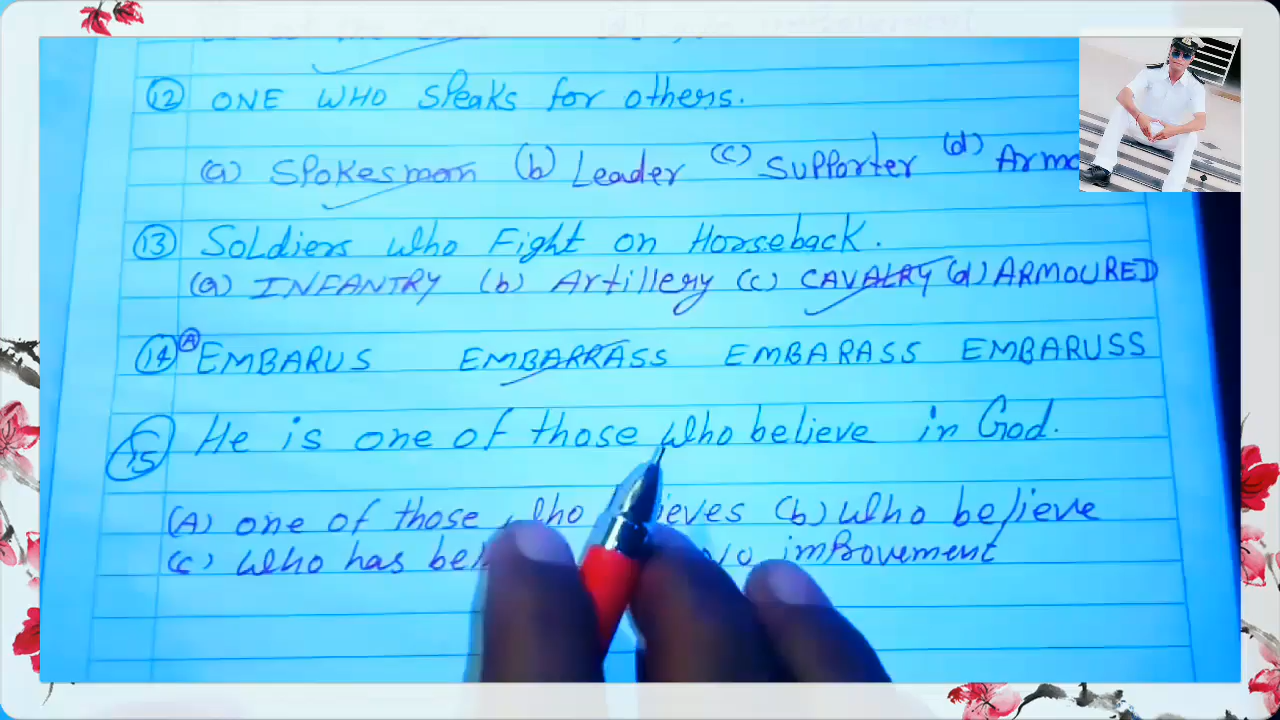 12 ONE WHO Speaks for others.
(a) Spokesman (b) Leader (c) Supporter (d)
13 Soldiers who Fight on Horseback.
(a) INFANTRY (b) Artillery (c) CAVALRY (d) ARMOURED
14 (A) EMBARUS EMBARRASS EMBARASS EMBARUSS
15 He is one of those who believe in God.
(A) one of those (b) who believe
(c) who has improvement